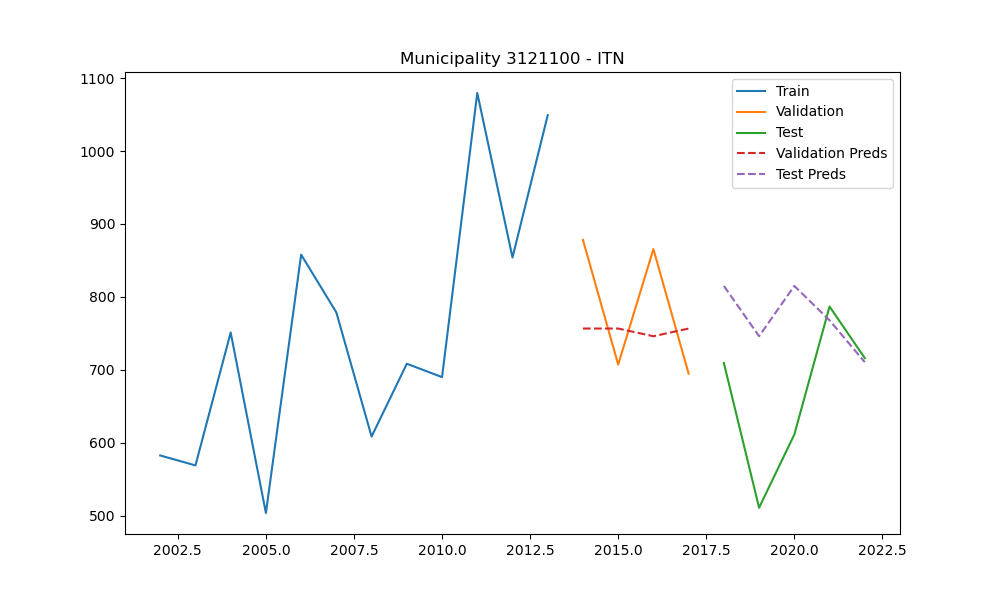 Municipality 3121100 - ITN
1100
1000
900
800
700
600
500
Train
Validation
Test
Validation Preds
Test Preds
2002.5 2005.0 2007.5 2010.0 2012.5 2015.0 2017.5 2020.0 2022.5